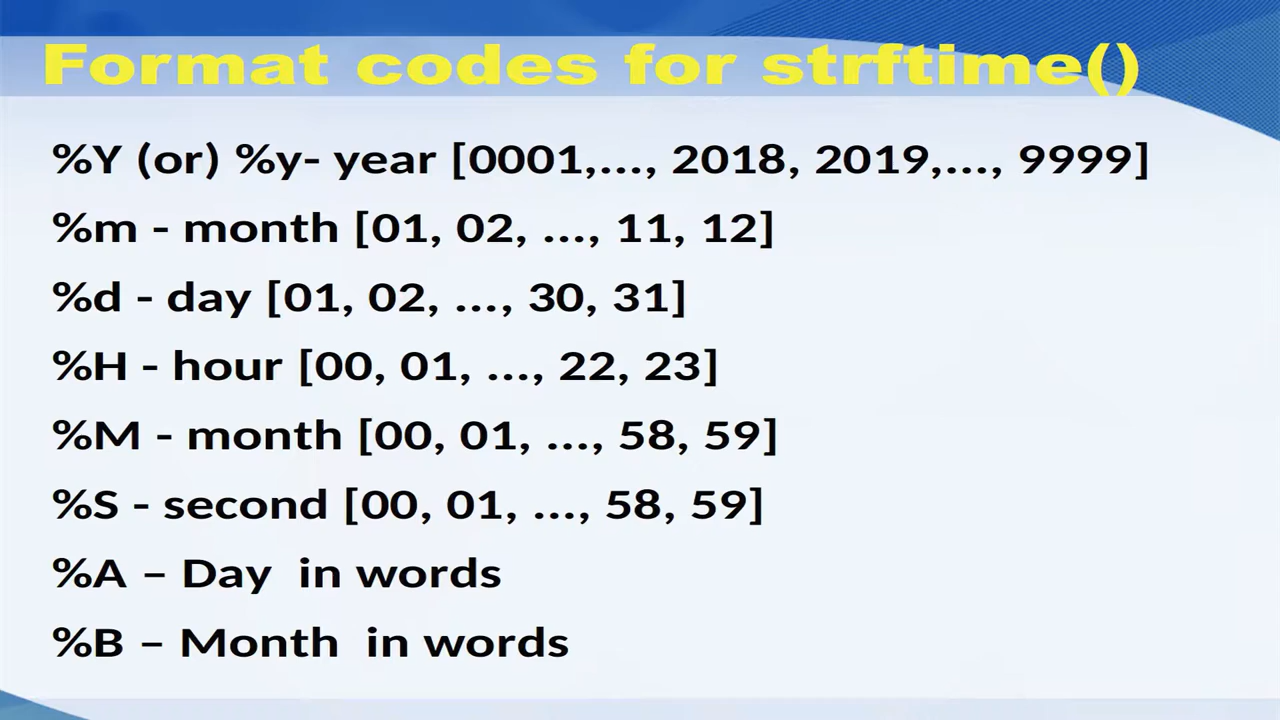 Format codes for strftime()
%Y (or) %y- year [0001,..., 2018, 2019,..., 9999]
%m - month [01, 02, ..., 11, 12]
%d - day [01, 02, ..., 30, 31]
%H - hour [00, 01, ..., 22, 23]
%M - month [00, 01, ..., 58, 59]
%S - second [00, 01, ..., 58, 59]
%A – Day  in words
%B – Month  in words